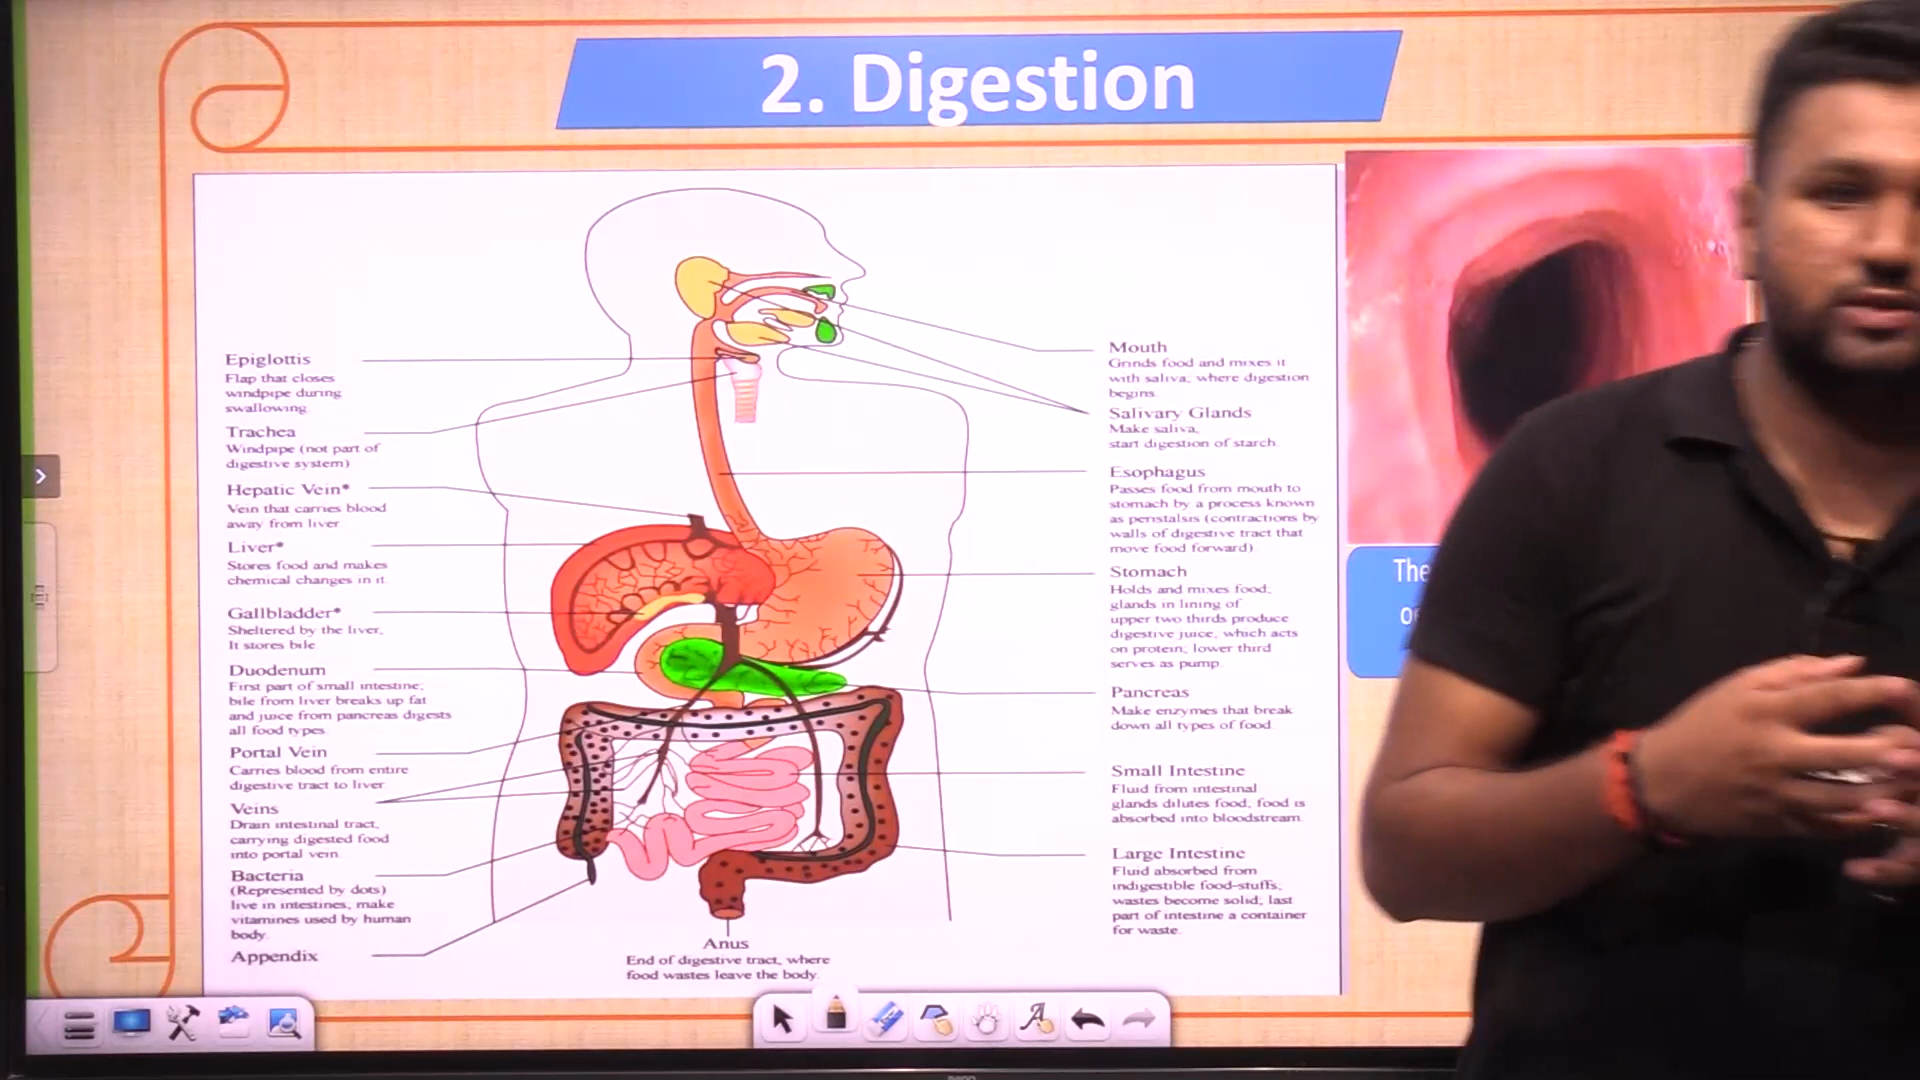 2. Digestion
Epiglottis
Flap that closes
windpipe during
swallowing
Trachea
Windpipe (not part of
digestive system)
Hepatic Vein*
Vein that carries blood
away from liver
Liver*
Stores food and makes
chemical changes in it.
Gallbladder*
Sheltered by the liver,
It stores bile
Duodenum
First part of small intestine;
bile from liver breaks up fat
and juice from pancreas digests
all food types.
Portal Vein
Carries blood from entire
digestive tract to liver
Veins
Drain intestinal tract,
carrying digested food
into portal vein
Bacteria
(Represented by dots)
live in intestines, make
vitamines used by human
body.
Appendix
Anus
End of digestive tract, where
food wastes leave the body.
Mouth
Grinds food and mixes it
with saliva, where digestion
begins.
Salivary Glands
Make saliva,
start digestion of starch
Esophagus
Passes food from mouth to
stomach by a process known
as peristalsis (contractions by
walls of digestive tract that
move food forward).
Stomach
Holds and mixes food;
glands in lining of
upper two thirds produce
digestive juice, which acts
on protein; lower third
serves as pump.
Pancreas
Make enzymes that break
down all types of food
Small Intestine
Fluid from intestinal
glands dilutes food, food is
absorbed into bloodstream.
Large Intestine
Fluid absorbed from
indigestible food-stuffs;
wastes become solid; last
part of intestine a container
for waste.
The